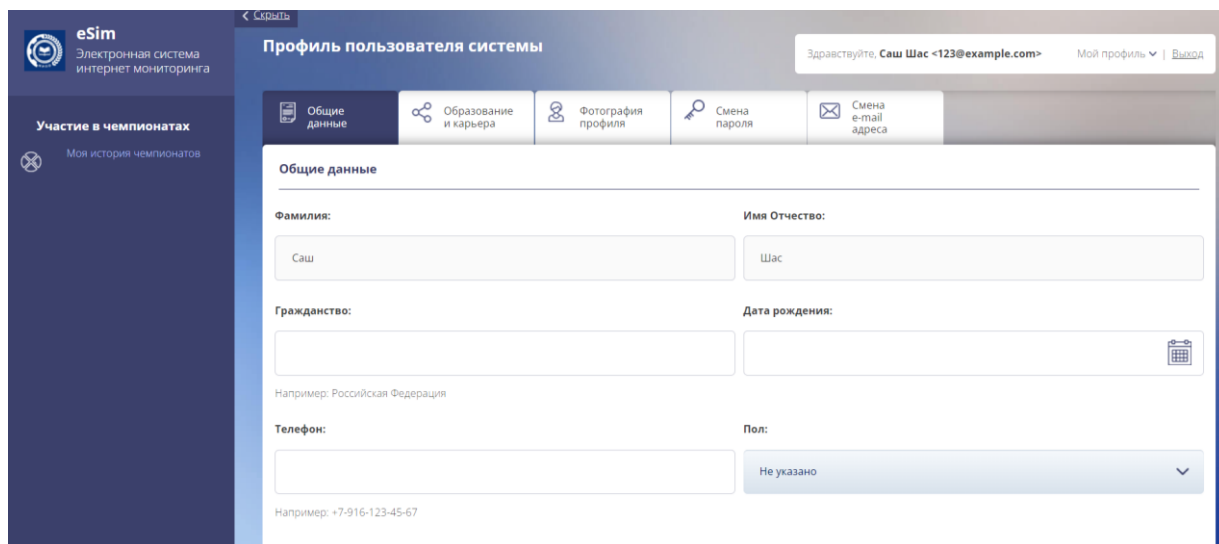 Скрыть
eSim
Электронная система
интернет мониторинга
Профиль пользователя системы
Здравствуйте, Саш Шас <123@example.com> Мой профиль | Выход
Участие в чемпионатах
Моя история чемпионатов
Общие
данные
Образование
и карьера
Фотография
профиля
Смена
пароля
Смена
e-mail
адреса
Общие данные
Фамилия: Имя Отчество:
Саш Шас
Гражданство: Дата рождения:
Например: Российская Федерация
Телефон: Пол:
Не указано
Например: +7-916-123-45-67